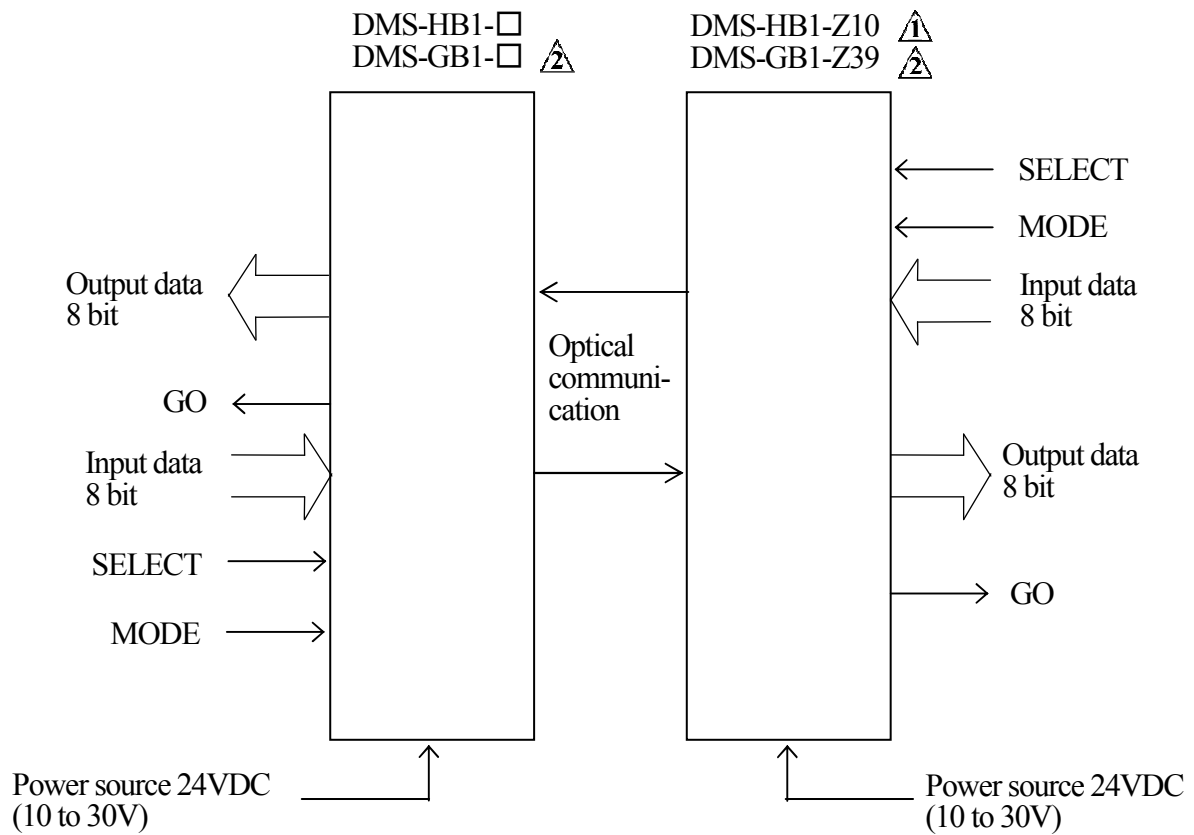 DMS-HB1-□
DMS-GB1-□ 2
DMS-HB1-Z10 1
DMS-GB1-Z39 2
SELECT
MODE
Output data
8 bit
Input data
8 bit
Optical
communi-
cation
GO
Input data
8 bit
Output data
8 bit
SELECT
GO
MODE
Power source 24VDC
(10 to 30V)
Power source 24VDC
(10 to 30V)